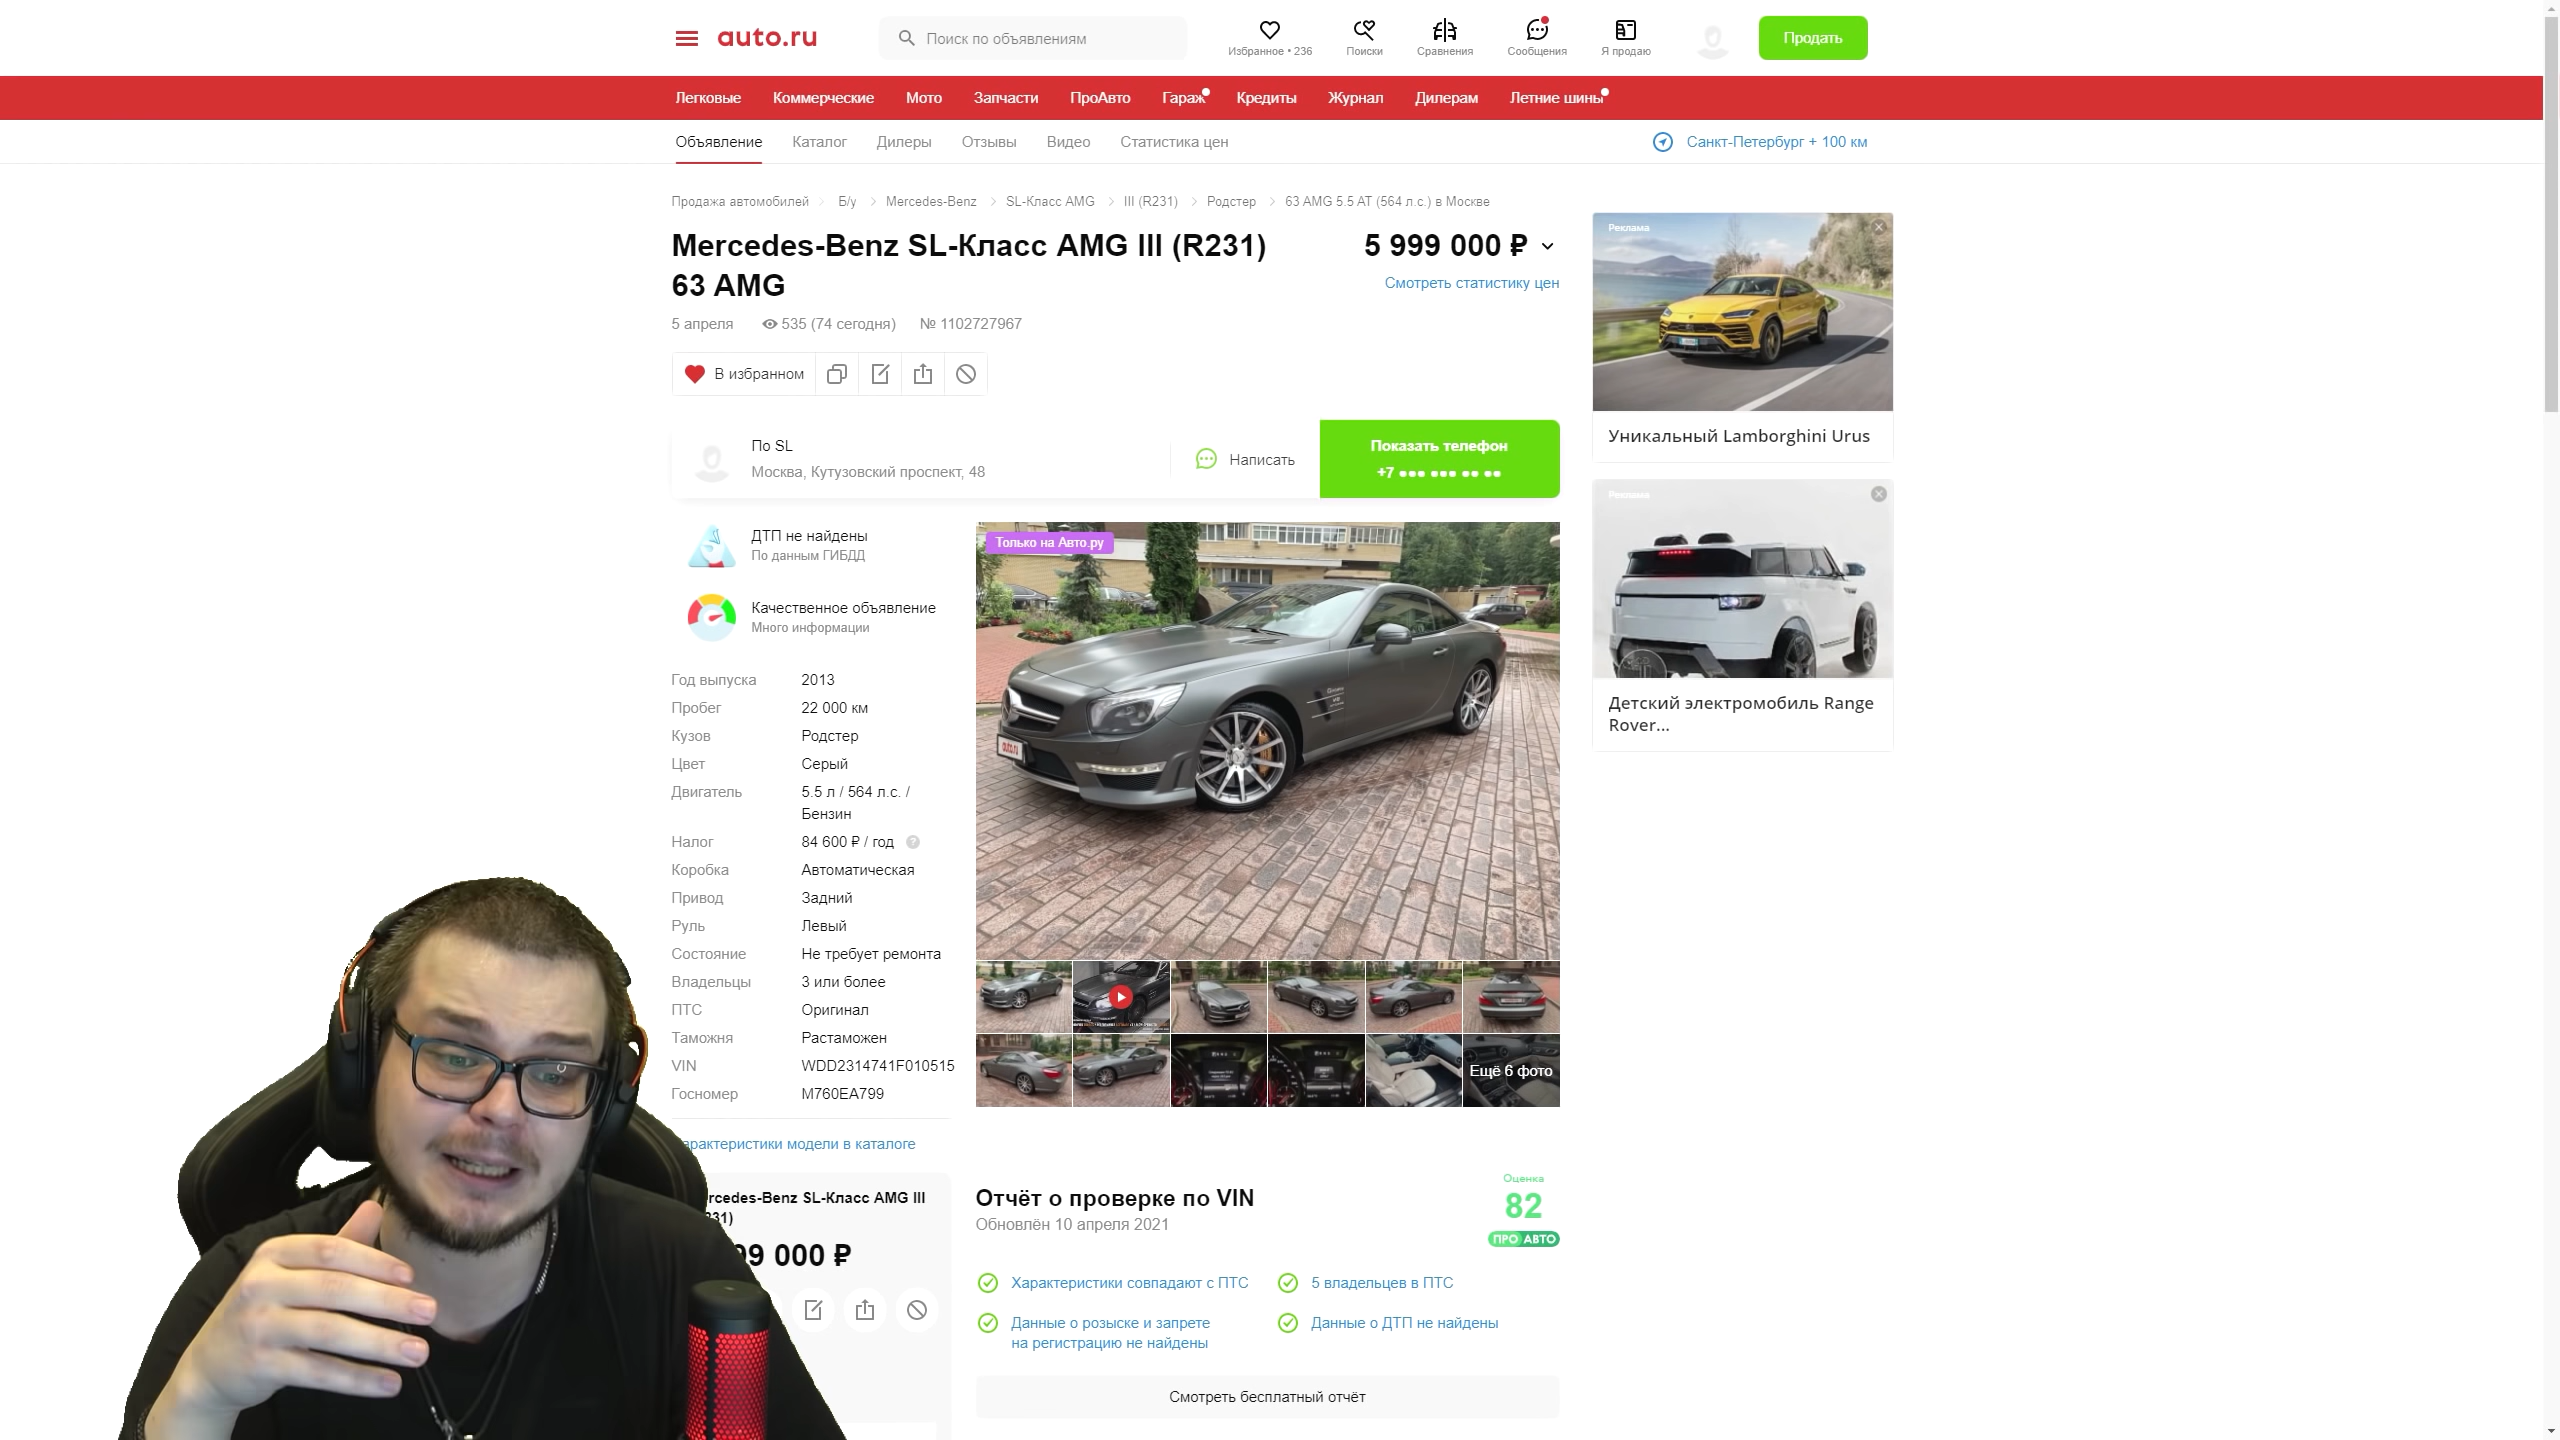 auto.ru
Поиск по объявлениям
Избранное • 236
Поиски
Сравнения
Сообщения
Я продаю
Продать
Легковые Коммерческие Мото Запчасти ПроАвто Гараж Кредиты Журнал Дилерам Летние шины
Объявление Каталог Дилеры Отзывы Видео Статистика цен
Санкт-Петербург + 100 км
Продажа автомобилей > Б/у > Mercedes-Benz > SL-Класс AMG > III (R231) > Родстер > 63 AMG 5.5 AT (564 л.с.) в Москве
Mercedes-Benz SL-Класс AMG III (R231)
63 AMG
5 999 000 ₽
Смотреть статистику цен
5 апреля 535 (74 сегодня) № 1102727967
В избранном
По SL
Москва, Кутузовский проспект, 48
Написать
Показать телефон
+7 ••• ••• •• ••
ДТП не найдены
По данным ГИБДД
Качественное объявление
Много информации
Год выпуска 2013
Пробег 22 000 км
Кузов Родстер
Цвет Серый
Двигатель 5.5 л / 564 л.с. /
Бензин
Налог 84 600 ₽ / год ?
Коробка Автоматическая
Привод Задний
Руль Левый
Состояние Не требует ремонта
Владельцы 3 или более
ПТС Оригинал
Таможня Растаможен
VIN WDD2314741F010515
Госномер М760ЕА799
арактеристики модели в каталоге
rcedes-Benz SL-Класс AMG III
231)
99 000 ₽
Только на Авто.ру
auto.ru
Ещё 6 фото
Отчёт о проверке по VIN
Обновлён 10 апреля 2021
Оценка
82
ПРО АВТО
Характеристики совпадают с ПТС
5 владельцев в ПТС
Данные о розыске и запрете
на регистрацию не найдены
Данные о ДТП не найдены
Смотреть бесплатный отчёт
Реклама
Уникальный Lamborghini Urus
Реклама
Детский электромобиль Range
Rover...